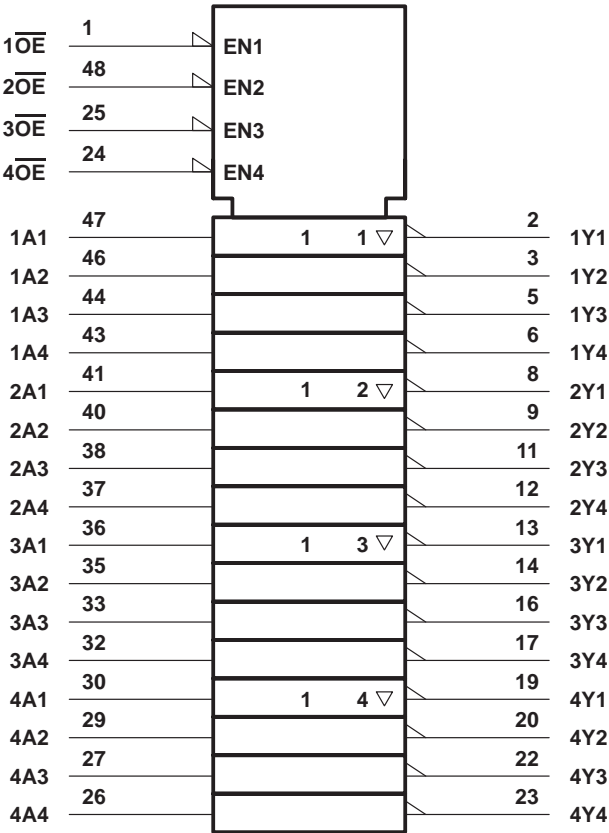 1O̅E̅ 1 EN1
2O̅E̅ 48 EN2
3O̅E̅ 25 EN3
4O̅E̅ 24 EN4
1A1 47 1 1 ▽ 2 1Y1
1A2 46 3 1Y2
1A3 44 5 1Y3
1A4 43 6 1Y4
2A1 41 1 2 ▽ 8 2Y1
2A2 40 9 2Y2
2A3 38 11 2Y3
2A4 37 12 2Y4
3A1 36 1 3 ▽ 13 3Y1
3A2 35 14 3Y2
3A3 33 16 3Y3
3A4 32 17 3Y4
4A1 30 1 4 ▽ 19 4Y1
4A2 29 20 4Y2
4A3 27 22 4Y3
4A4 26 23 4Y4